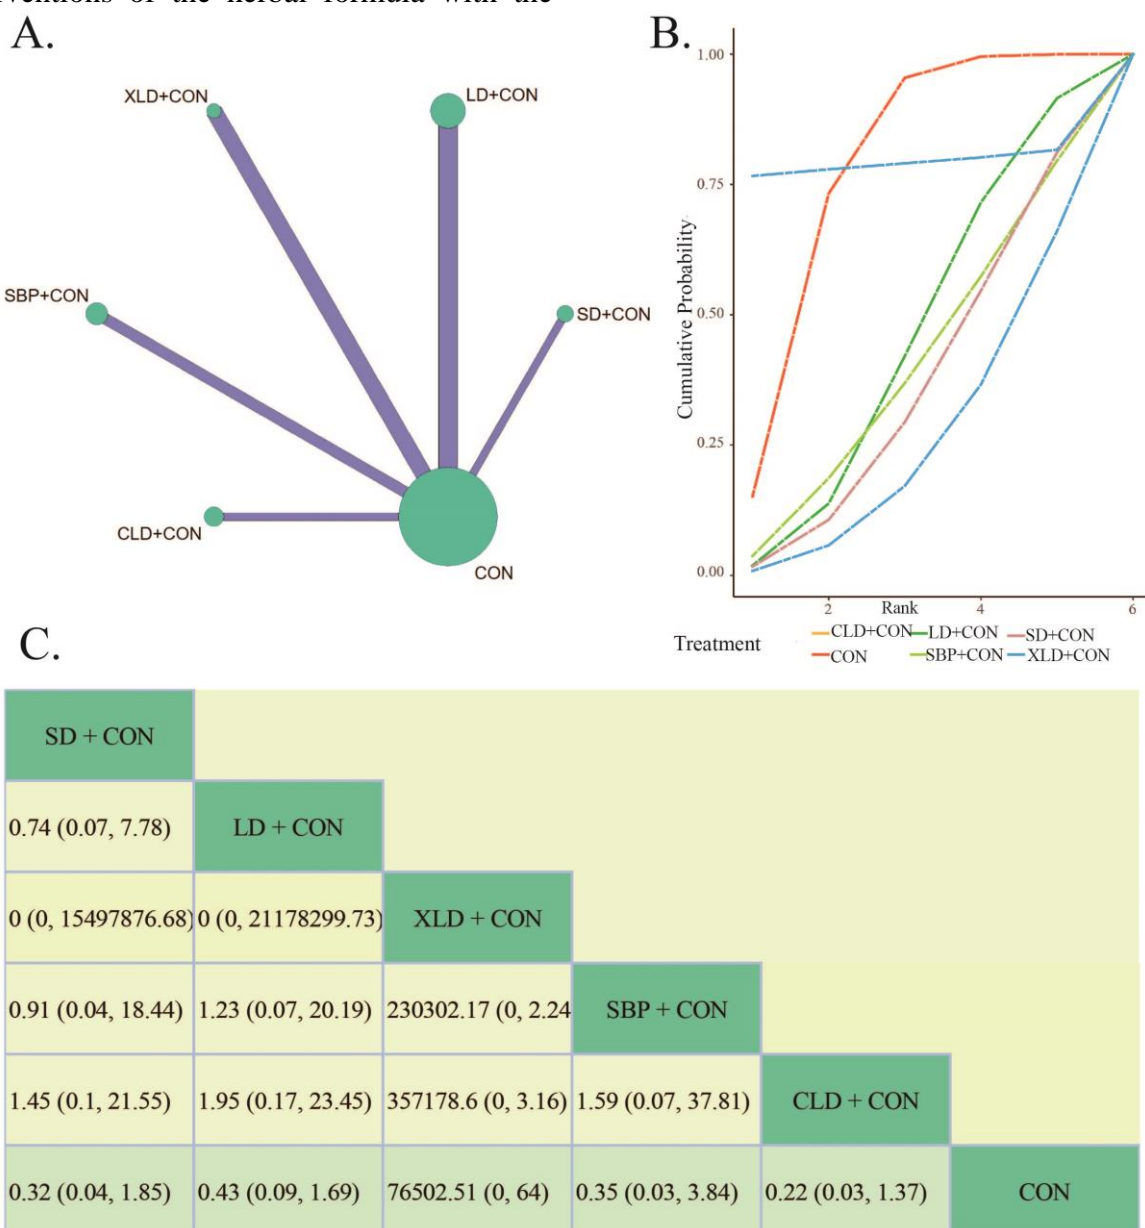 of the herbal formula with the
A.
B.
XLD+CON
LD+CON
SBP+CON
SD+CON
CLD+CON
CON
Cumulative Probability
1.00
0.75
0.50
0.25
0.00
2
Rank
4
6
Treatment
CLD+CON
LD+CON
SD+CON
CON
SBP+CON
XLD+CON
C.
SD + CON
0.74 (0.07, 7.78) LD + CON
0 (0, 15497876.68) 0 (0, 21178299.73) XLD + CON
0.91 (0.04, 18.44) 1.23 (0.07, 20.19) 230302.17 (0, 2.24 SBP + CON
1.45 (0.1, 21.55) 1.95 (0.17, 23.45) 357178.6 (0, 3.16) 1.59 (0.07, 37.81) CLD + CON
0.32 (0.04, 1.85) 0.43 (0.09, 1.69) 76502.51 (0, 64) 0.35 (0.03, 3.84) 0.22 (0.03, 1.37) CON